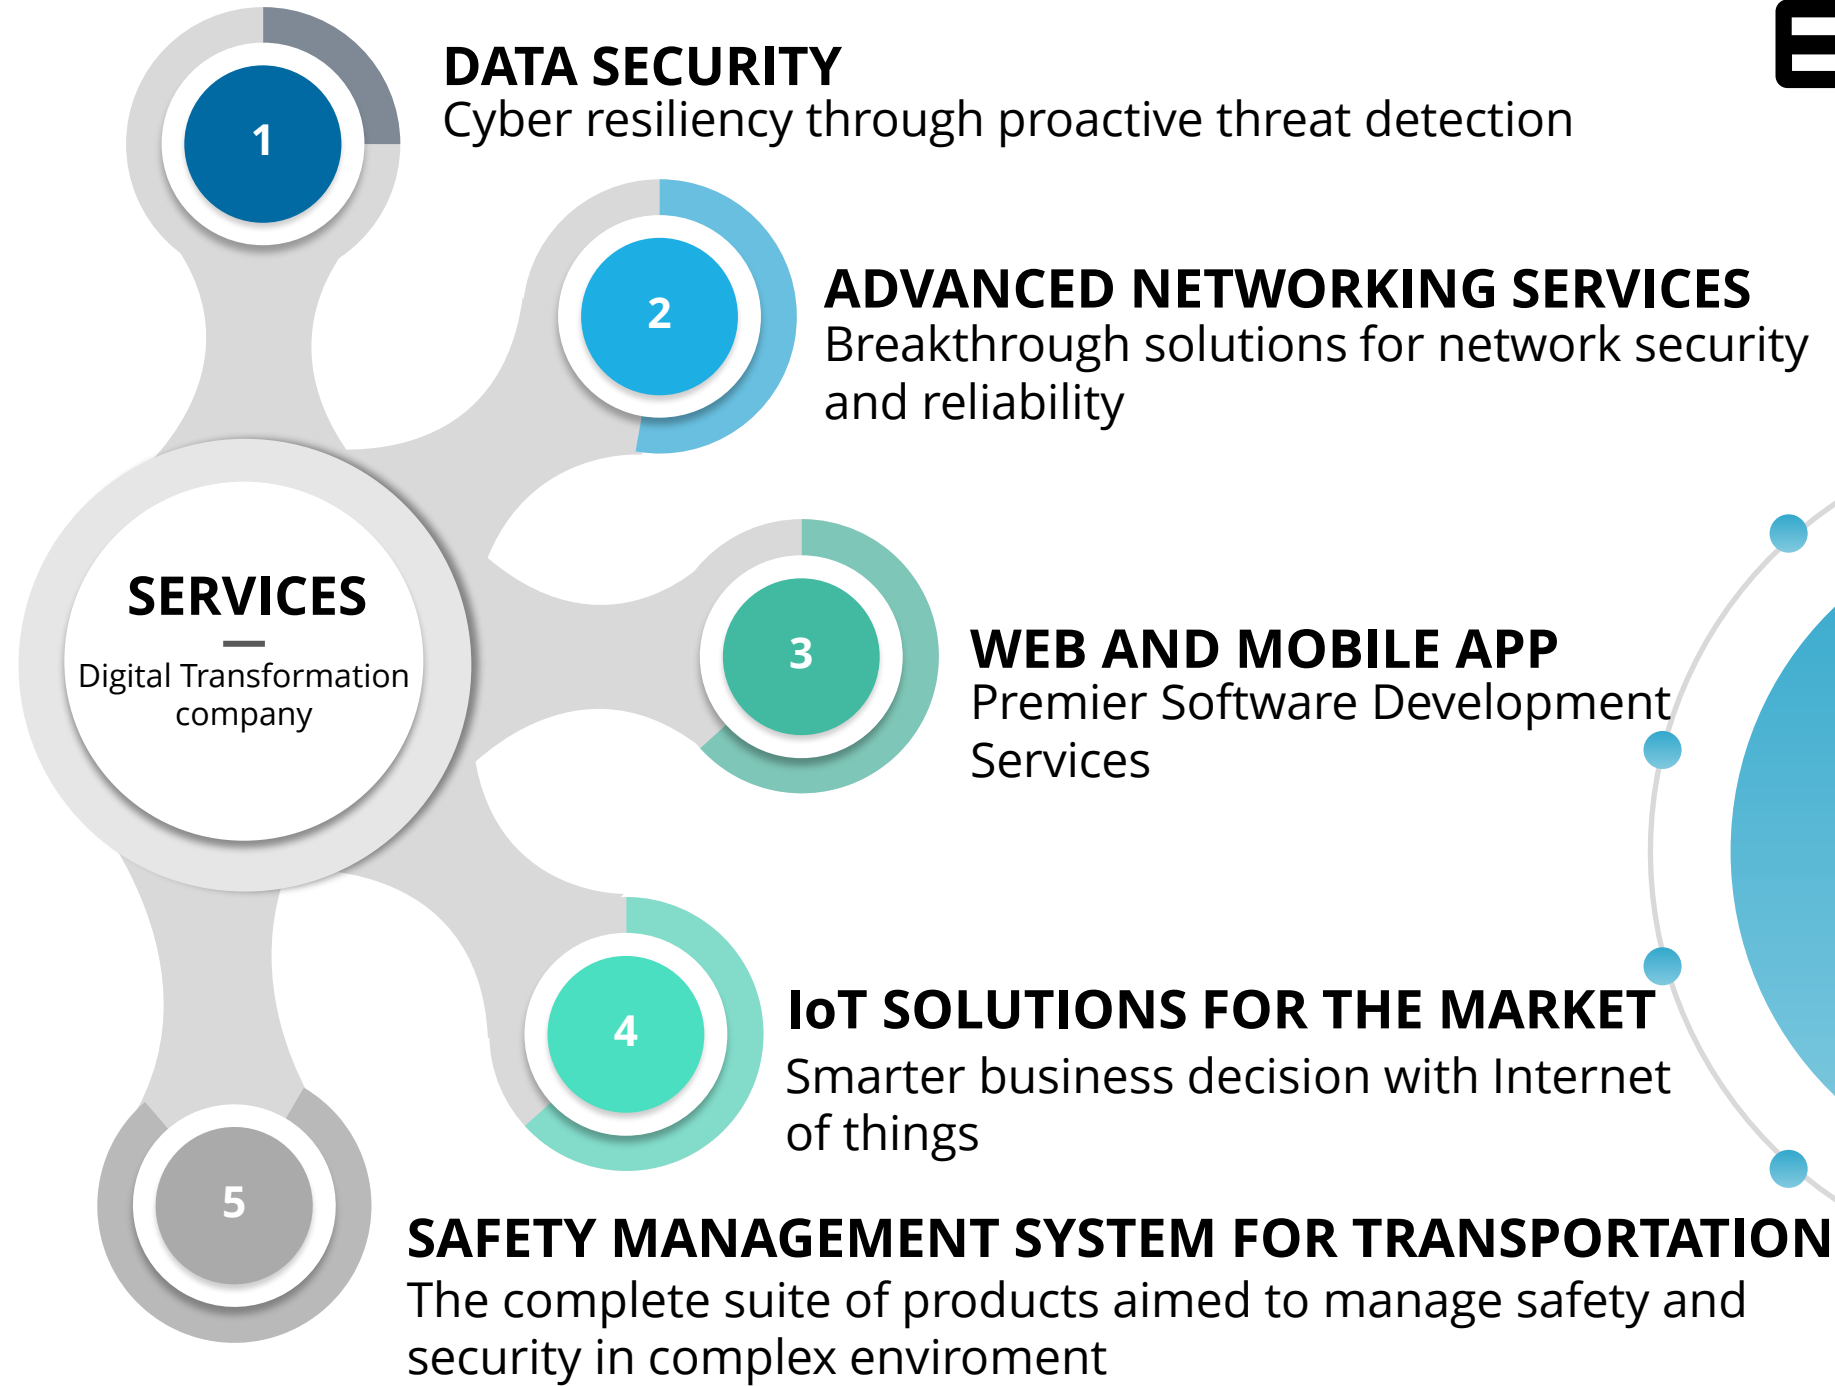 1
DATA SECURITY
Cyber resiliency through proactive threat detection
2
ADVANCED NETWORKING SERVICES
Breakthrough solutions for network security
and reliability
SERVICES
Digital Transformation
company
3
WEB AND MOBILE APP
Premier Software Development
Services
4
IoT SOLUTIONS FOR THE MARKET
Smarter business decision with Internet
of things
5
SAFETY MANAGEMENT SYSTEM FOR TRANSPORTATION
The complete suite of products aimed to manage safety and
security in complex enviroment